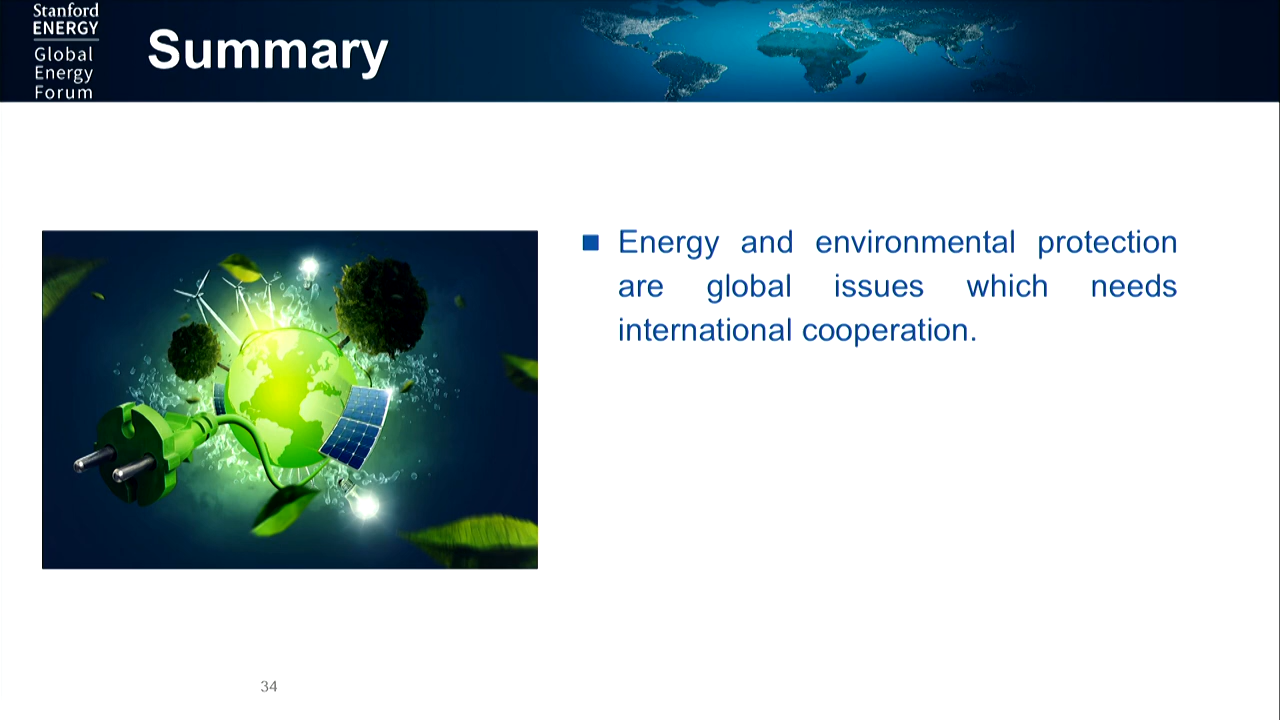 Stanford
ENERGY
Global
Energy
Forum
Summary
Energy and environmental protection
are global issues which needs
international cooperation.
34